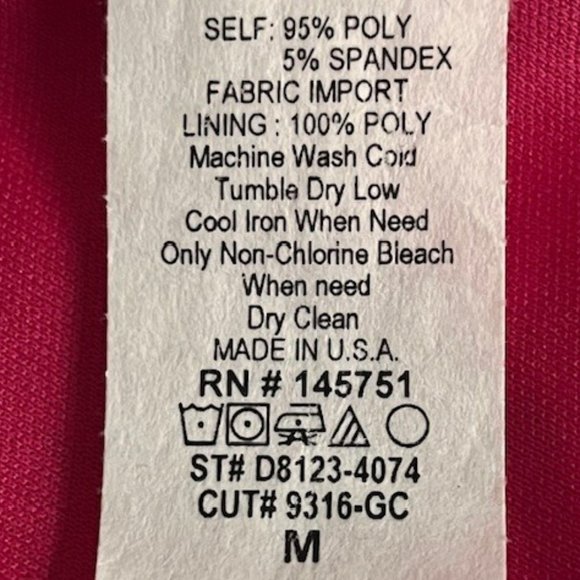 SELF: 95% POLY
5% SPANDEX
FABRIC IMPORT
LINING : 100% POLY
Machine Wash Cold
Tumble Dry Low
Cool Iron When Need
Only Non-Chlorine Bleach
When need
Dry Clean
MADE IN U.S.A.
RN # 145751
ST# D8123-4074
CUT# 9316-GC
M